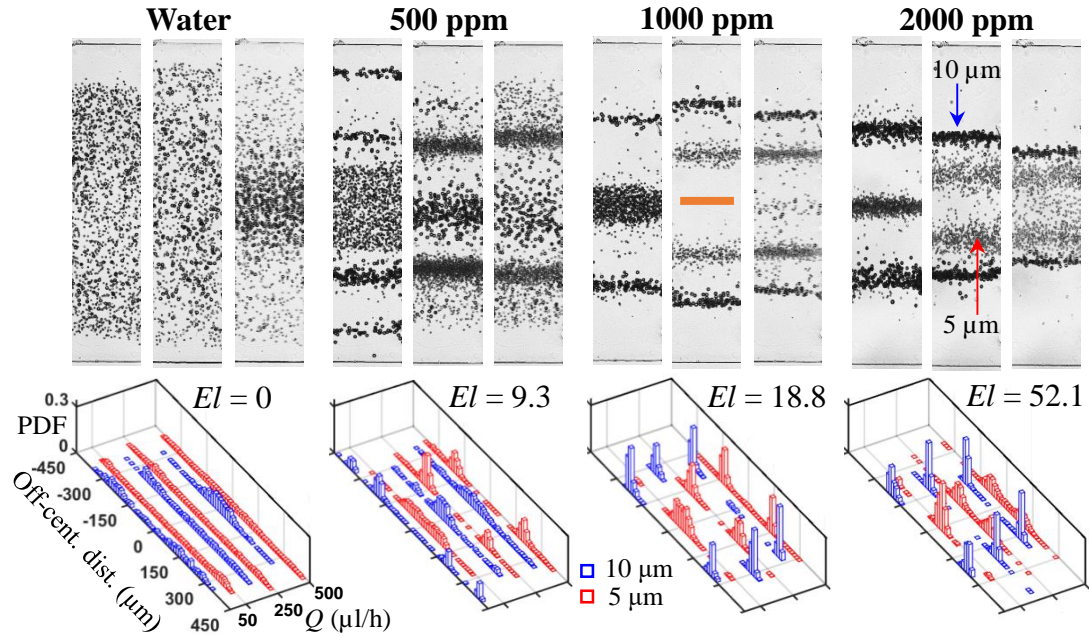 Water
500 ppm
1000 ppm
2000 ppm
10 µm
5 µm
El = 0
El = 9.3
El = 18.8
El = 52.1
0.3
PDF
0
-450
-300
-150
0
150
300
450
Off-cent. dist. (µm)
50
250
500
Q (µl/h)
10 µm
5 µm